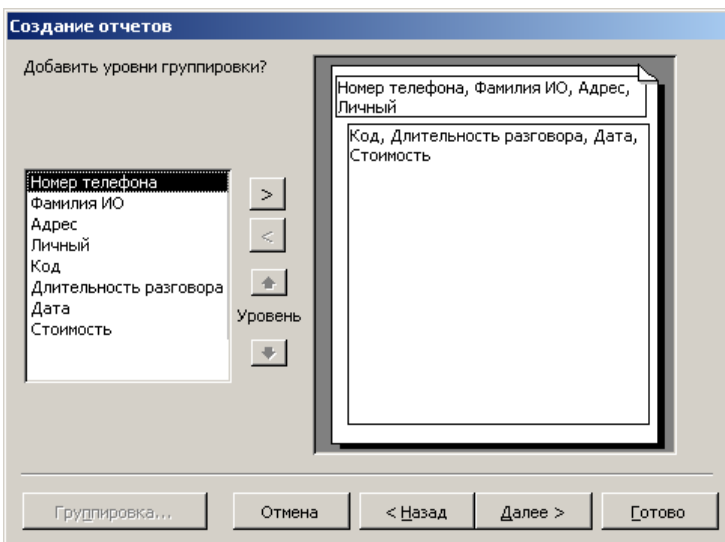 Создание отчетов
Добавить уровни группировки?
Номер телефона
Фамилия ИО
Адрес
Личный
Код
Длительность разговора
Дата
Стоимость
>
<
Уровень
Номер телефона, Фамилия ИО, Адрес,
Личный
Код, Длительность разговора, Дата,
Стоимость
Группировка...
Отмена
< Назад
Далее >
Готово